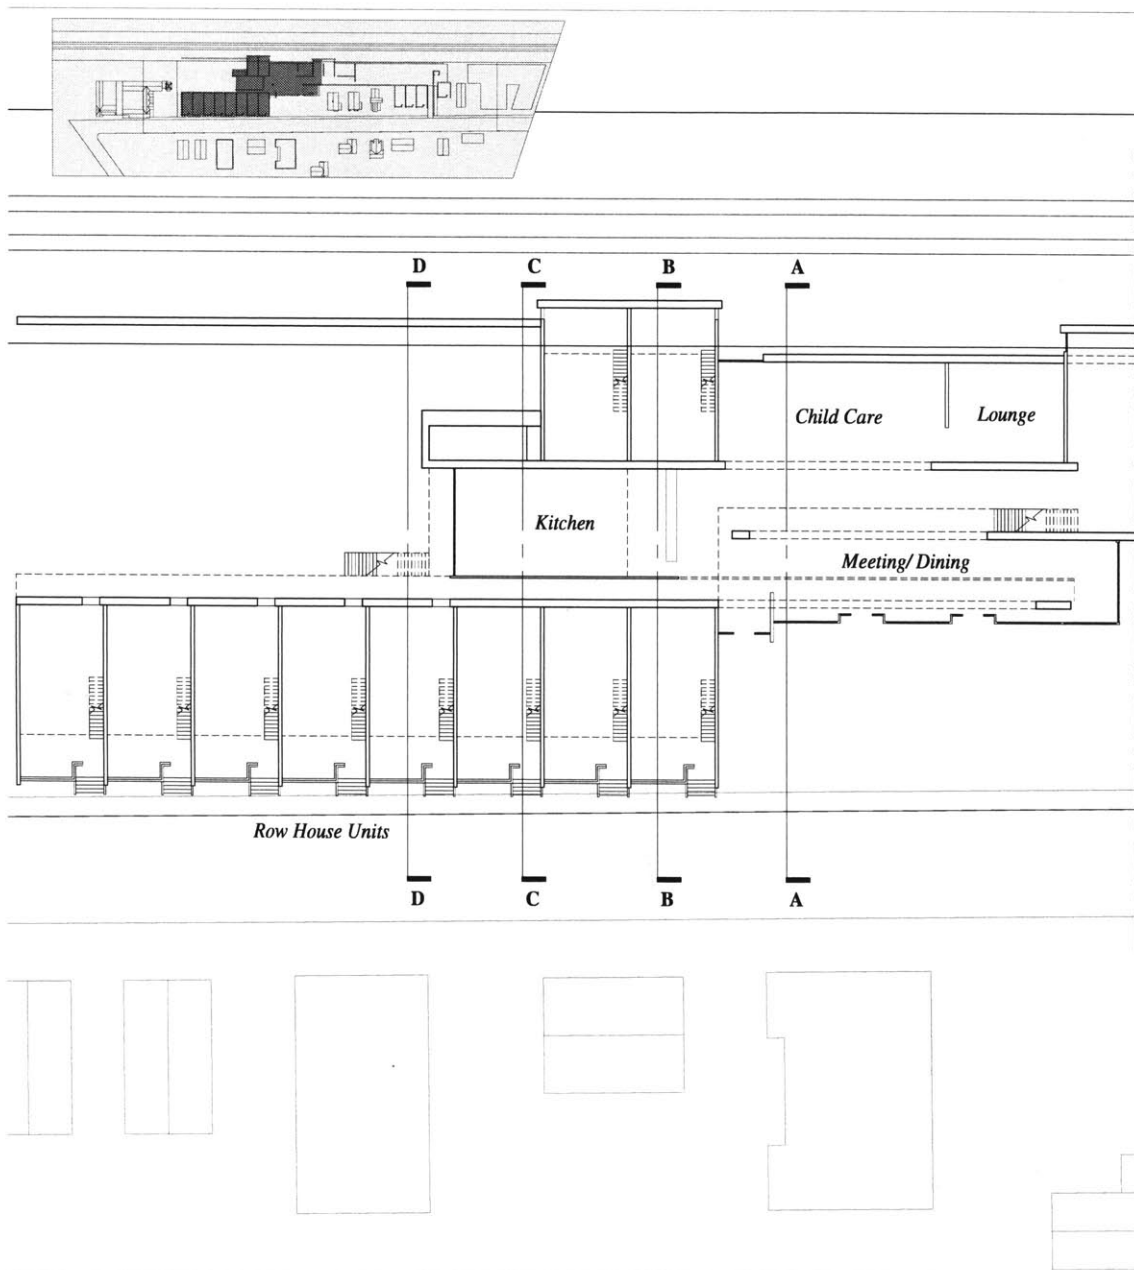 D C B A
Child Care Lounge
Kitchen
Meeting/ Dining
Row House Units
D C B A